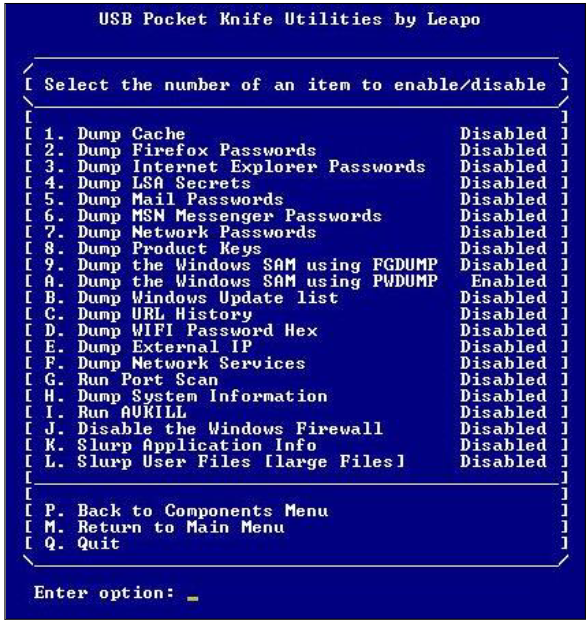 USB Pocket Knife Utilities by Leapo
[ Select the number of an item to enable/disable ]
[ 1. Dump Cache Disabled ]
[ 2. Dump Firefox Passwords Disabled ]
[ 3. Dump Internet Explorer Passwords Disabled ]
[ 4. Dump LSA Secrets Disabled ]
[ 5. Dump Mail Passwords Disabled ]
[ 6. Dump MSN Messenger Passwords Disabled ]
[ 7. Dump Network Passwords Disabled ]
[ 8. Dump Product Keys Disabled ]
[ 9. Dump the Windows SAM using FGDUMP Disabled ]
[ A. Dump the Windows SAM using PWDUMP Enabled ]
[ B. Dump Windows Update list Disabled ]
[ C. Dump URL History Disabled ]
[ D. Dump WIFI Password Hex Disabled ]
[ E. Dump External IP Disabled ]
[ F. Dump Network Services Disabled ]
[ G. Run Port Scan Disabled ]
[ H. Dump System Information Disabled ]
[ I. Run AVKILL Disabled ]
[ J. Disable the Windows Firewall Disabled ]
[ K. Slurp Application Info Disabled ]
[ L. Slurp User Files [large Files] Disabled ]
[ P. Back to Components Menu ]
[ M. Return to Main Menu ]
[ Q. Quit ]
Enter option: _